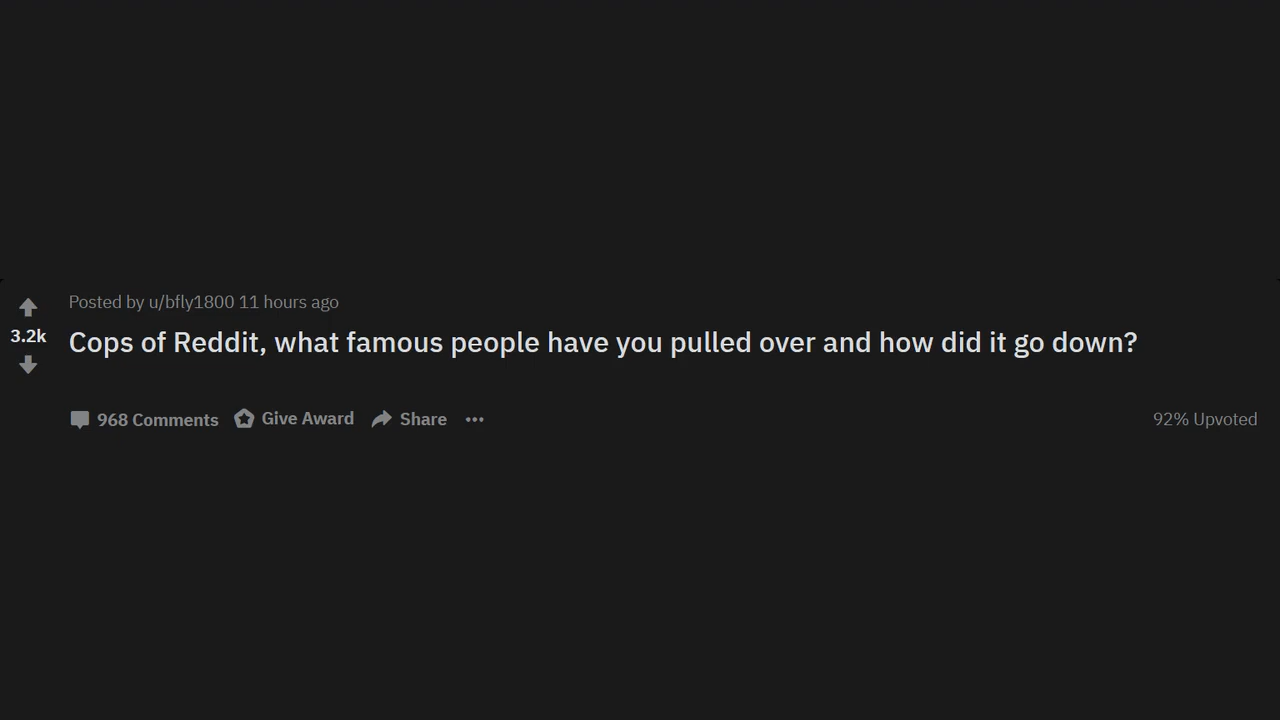 Posted by u/bfly1800 11 hours ago
3.2k
Cops of Reddit, what famous people have you pulled over and how did it go down?
968 Comments Give Award Share 92% Upvoted